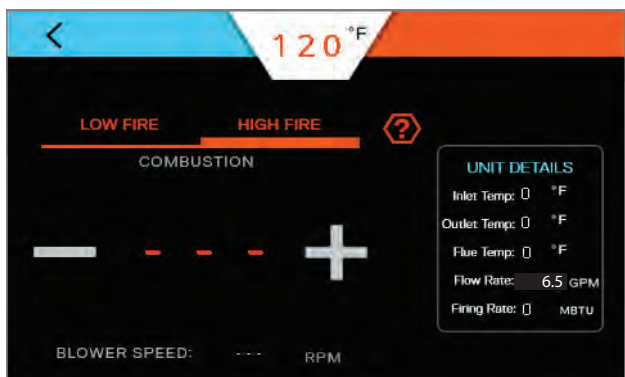 120 °F
LOW FIRE HIGH FIRE ?
COMBUSTION
- - -
BLOWER SPEED: --- RPM
UNIT DETAILS
Inlet Temp: 0 °F
Outlet Temp: 0 °F
Flue Temp: 0 °F
Flow Rate: 6.5 GPM
Firing Rate: 0 MBTU